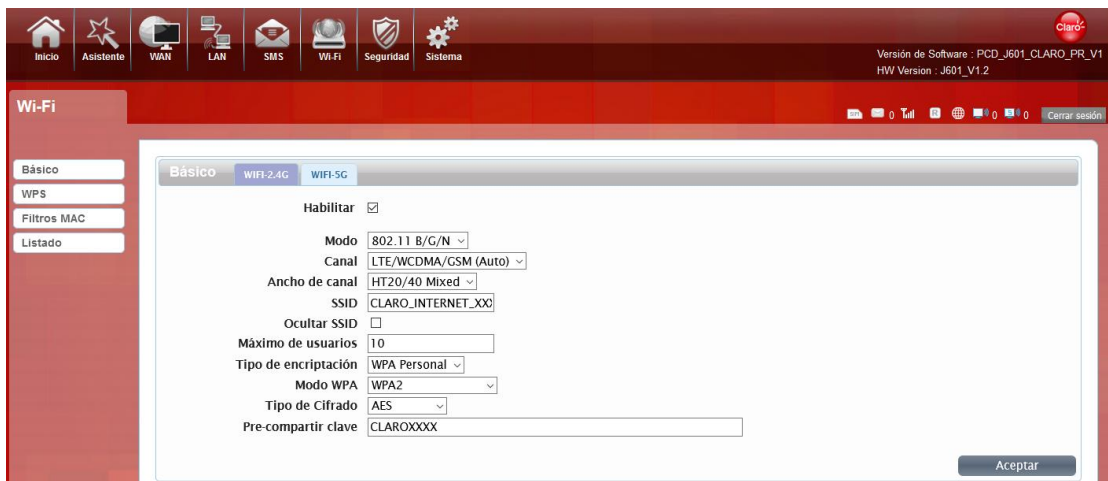 Claro
Inicio Asistente WAN LAN SMS Wi-Fi Seguridad Sistema
Versión de Software : PCD_J601_CLARO_PR_V1
HW Version : J601_V1.2
Wi-Fi
SIM 0 R 0 0 Cerrar sesión
Básico
WPS
Filtros MAC
Listado
Básico WIFI-2.4G WIFI-5G
Habilitar
Modo 802.11 B/G/N
Canal LTE/WCDMA/GSM (Auto)
Ancho de canal HT20/40 Mixed
SSID CLARO_INTERNET_XX
Ocultar SSID
Máximo de usuarios 10
Tipo de encriptación WPA Personal
Modo WPA WPA2
Tipo de Cifrado AES
Pre-compartir clave CLAROXXXX
Aceptar